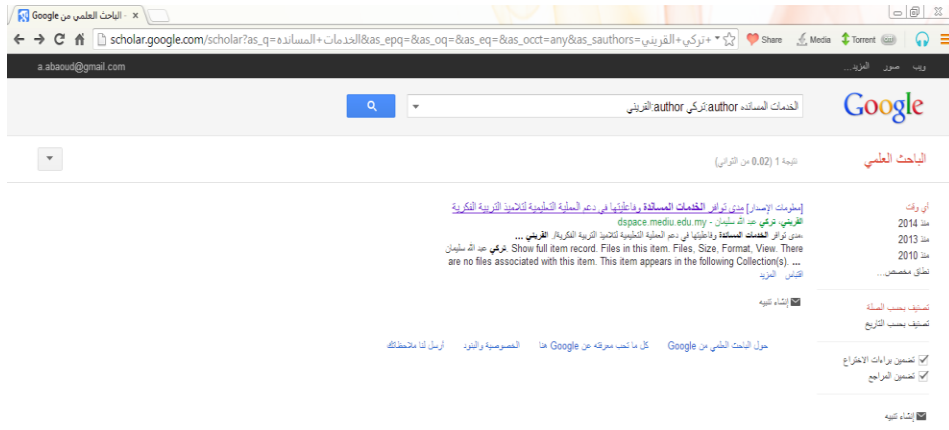 الباحث العلمي من Google - ×
scholar.google.com/scholar?as_q=الخدمات+المسانده&as_epq=&as_oq=&as_eq=&as_occt=any&as_sauthors=تركي+القريني+"
Share
Media
Torrent
a.abaoud@gmail.com
ويب صور المزيد...
Google
الخدمات المسانده author:تركي author:القريني
الباحث العلمي
نتيجة 1 (0.02 من الثواني)
أي وقت
منذ 2014
منذ 2013
منذ 2010
نطاق مخصص...
تصنيف بحسب الصلة
تصنيف بحسب التاريخ
تضمين براءات الاختراع
تضمين المراجع
إنشاء تنبيه
[معلومات الإصدار] مدى توافر الخدمات المساندة وفاعليتها في دعم العملية التعليمية لتلاميذ التربية الفكرية
القريني، تركي عبد الله سليمان - dspace.mediu.edu.my
مدى توافر الخدمات المساندة وفاعليتها في دعم العملية التعليمية لتلاميذ التربية الفكرية/. القريني ...
تركي عبد الله سليمان. Show full item record. Files in this item. Files, Size, Format, View. There
are no files associated with this item. This item appears in the following Collection(s). ...
اقتباس المزيد
إنشاء تنبيه
حول الباحث العلمي من Google كل ما تحب معرفته عن Google هنا الخصوصية والبنود أرسل لنا ملاحظاتك